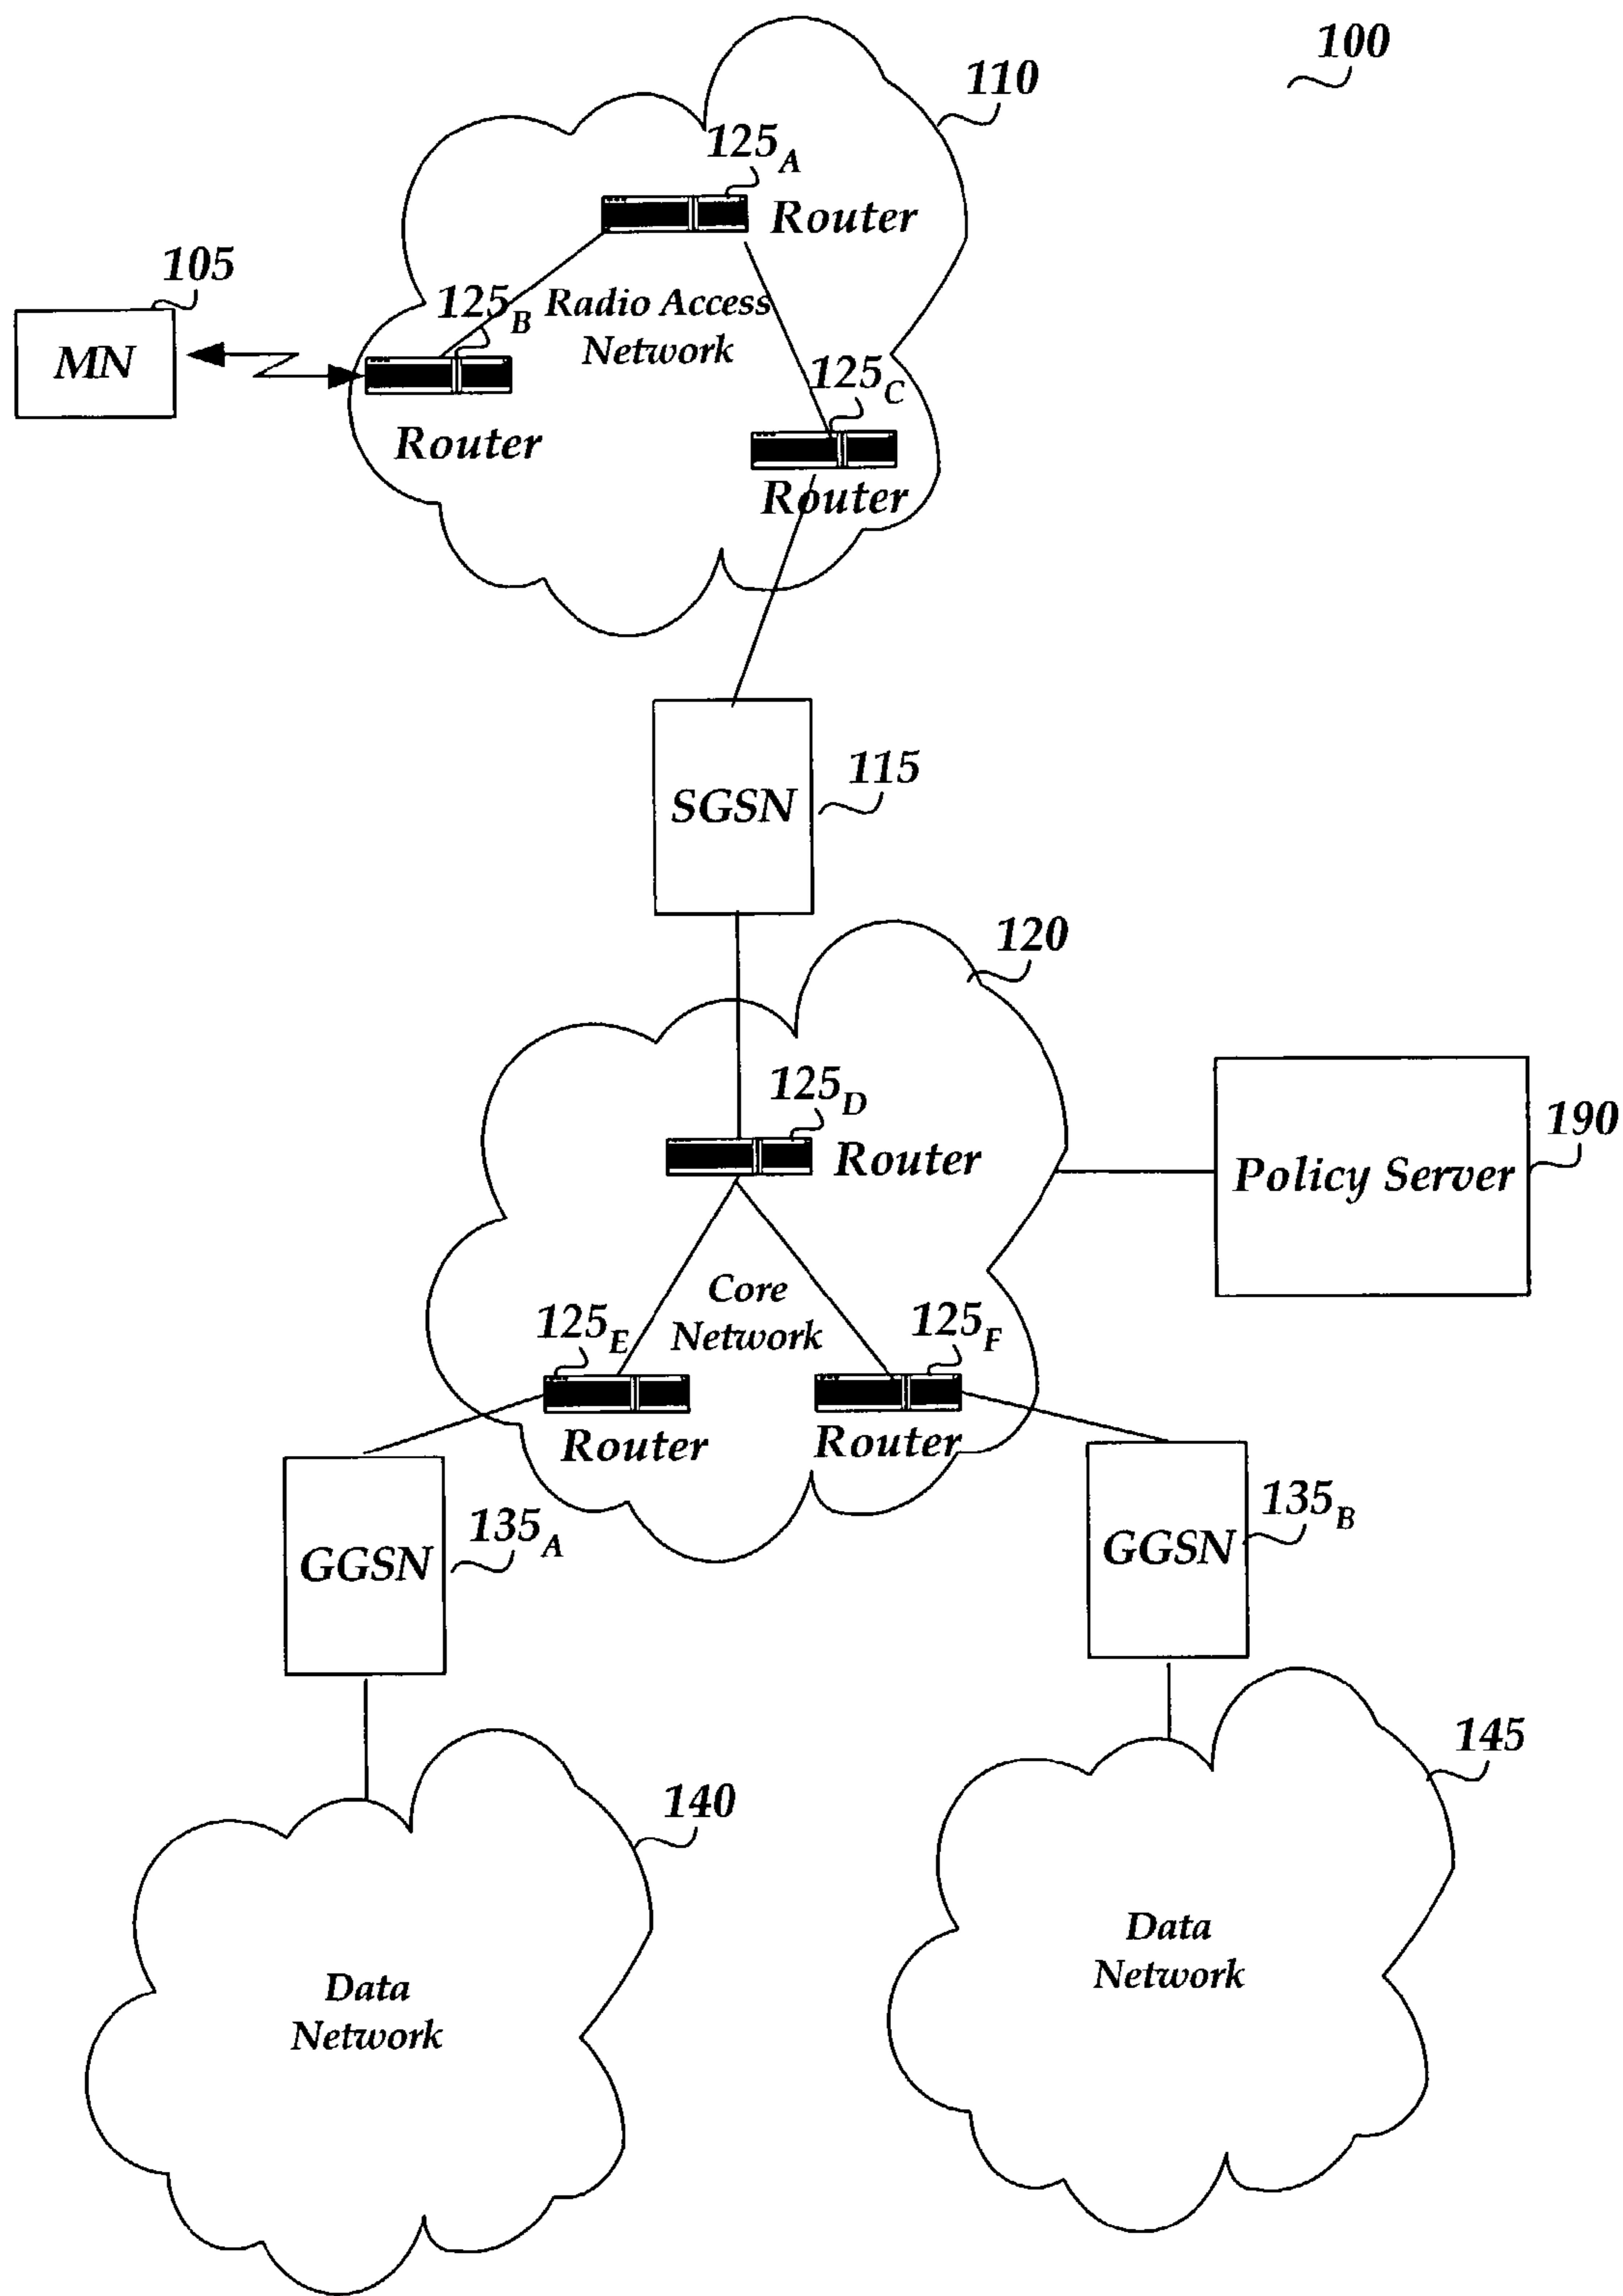 100
110
125A
Router
105
MN
125B
Radio Access
Network
125C
Router
Router
SGSN
115
120
125D
Router
190
Policy Server
Core
Network
125E
125F
Router
Router
GGSN
135A
GGSN
135B
145
140
Data
Network
Data
Network